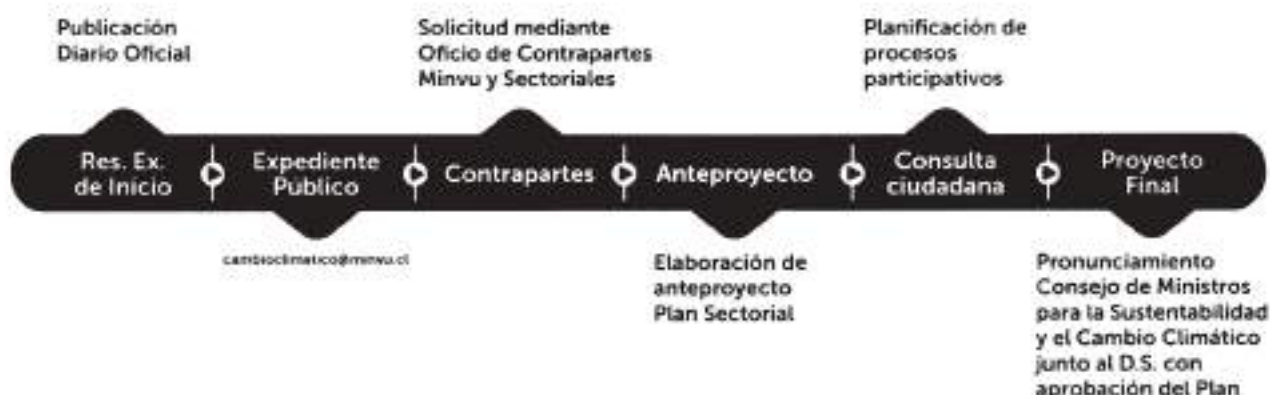 Publicación
Diario Oficial
Solicitud mediante
Oficio de Contrapartes
Minvu y Sectoriales
Planificación de
procesos
participativos
Res. Ex.
de Inicio
Expediente
Público
Contrapartes
Anteproyecto
Consulta
ciudadana
Proyecto
Final
cambioclimatico@minvu.cl
Elaboración de
anteproyecto
Plan Sectorial
Pronunciamiento
Consejo de Ministros
para la Sustentabilidad
y el Cambio Climático
junto al D.S. con
aprobación del Plan